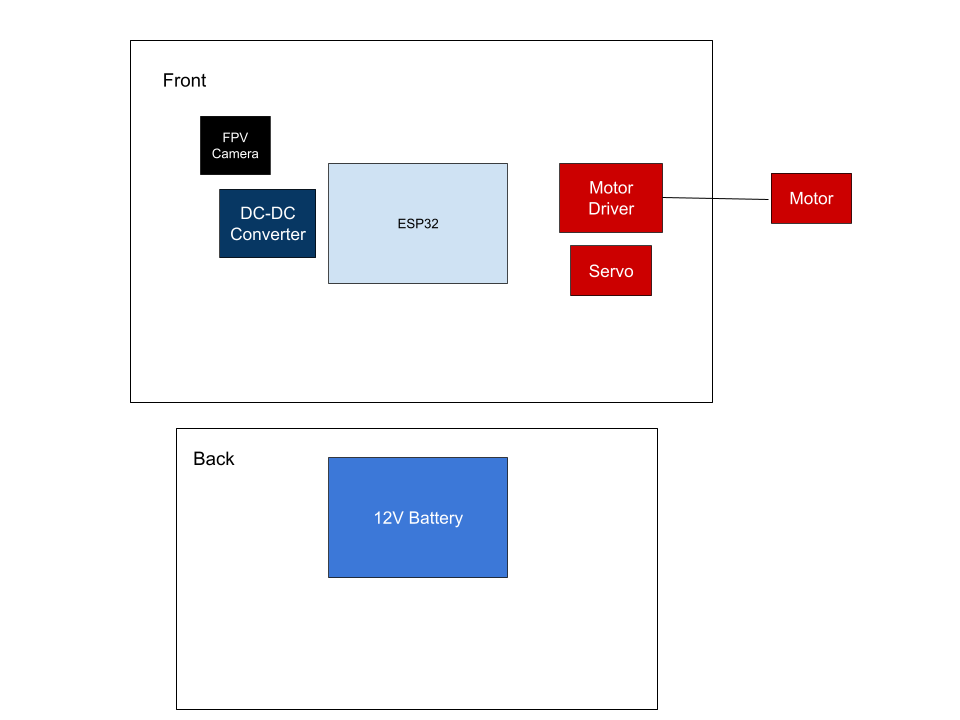 Front
FPV
Camera
DC-DC
Converter
ESP32
Motor
Driver
Motor
Servo
Back
12V Battery